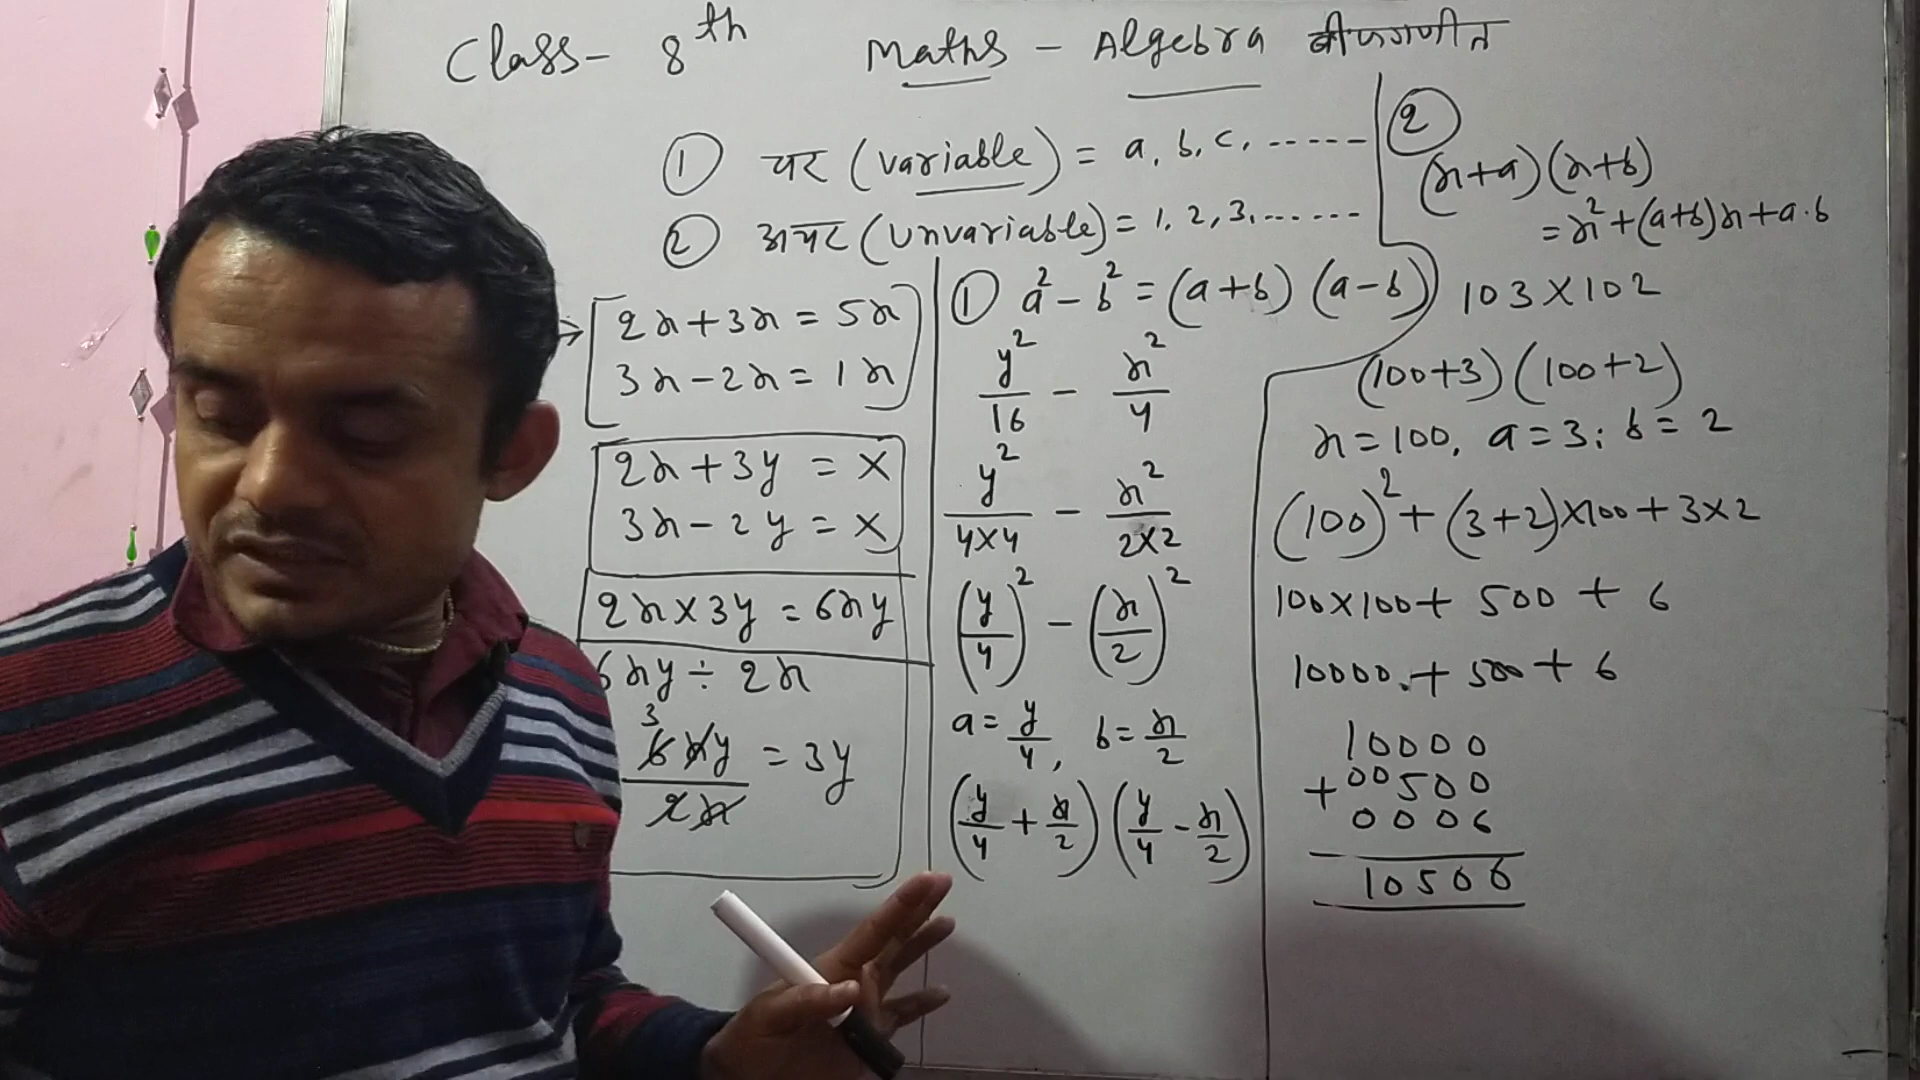 Class- 8th Maths - Algebra बीजगणीत
① चर (variable) = a, b, c, ......
② अचर (Unvariable) = 1, 2, 3, ......
2x + 3x = 5x
3x - 2x = 1x
2x + 3y = ×
3x - 2y = ×
2x × 3y = 6xy
6xy ÷ 2x
3
6xy/2x = 3y
① a² - b² = (a+b) (a-b)
y²/16 - x²/4
y²/4×4 - x²/2×2
(y/4)² - (x/2)²
a = y/4, b = x/2
(y/4 + x/2) (y/4 - x/2)
②
(x+a) (x+b)
= x² + (a+b)x + a·b
103 × 102
(100+3) (100+2)
x = 100, a = 3; b = 2
(100)² + (3+2)×100 + 3×2
100×100 + 500 + 6
10000 + 500 + 6
10000
+ 00500
0006
10506